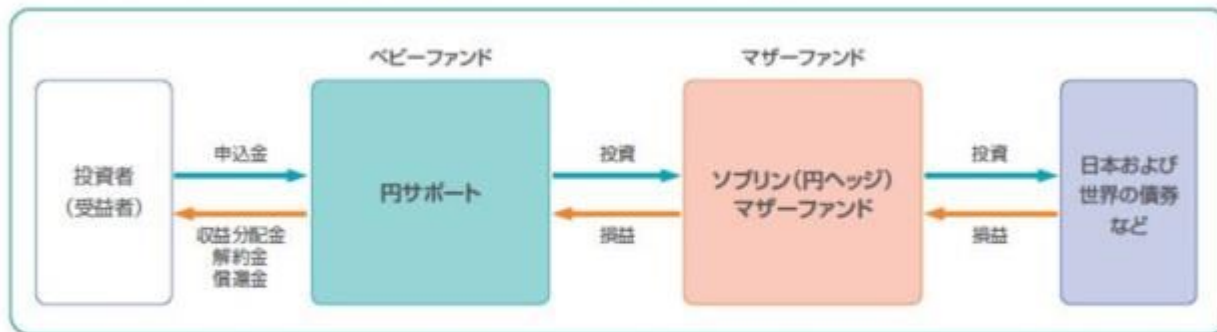 ベビーファンド
マザーファンド
投資者
(受益者)
申込金
収益分配金
解約金
償還金
円サポート
投資
損益
ソブリン(円ヘッジ)
マザーファンド
投資
損益
日本および
世界の債券
など